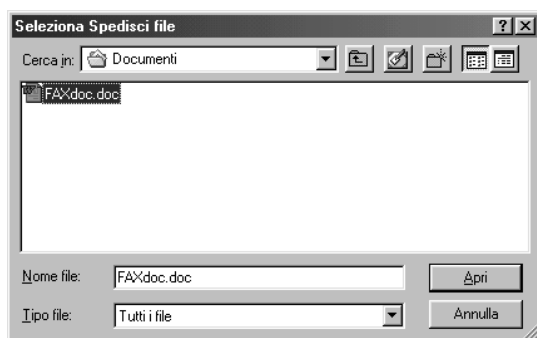 Seleziona Spedisci file
Cerca in: Documenti
FAXdoc.doc
Nome file: FAXdoc.doc Apri
Tipo file: Tutti i file Annulla